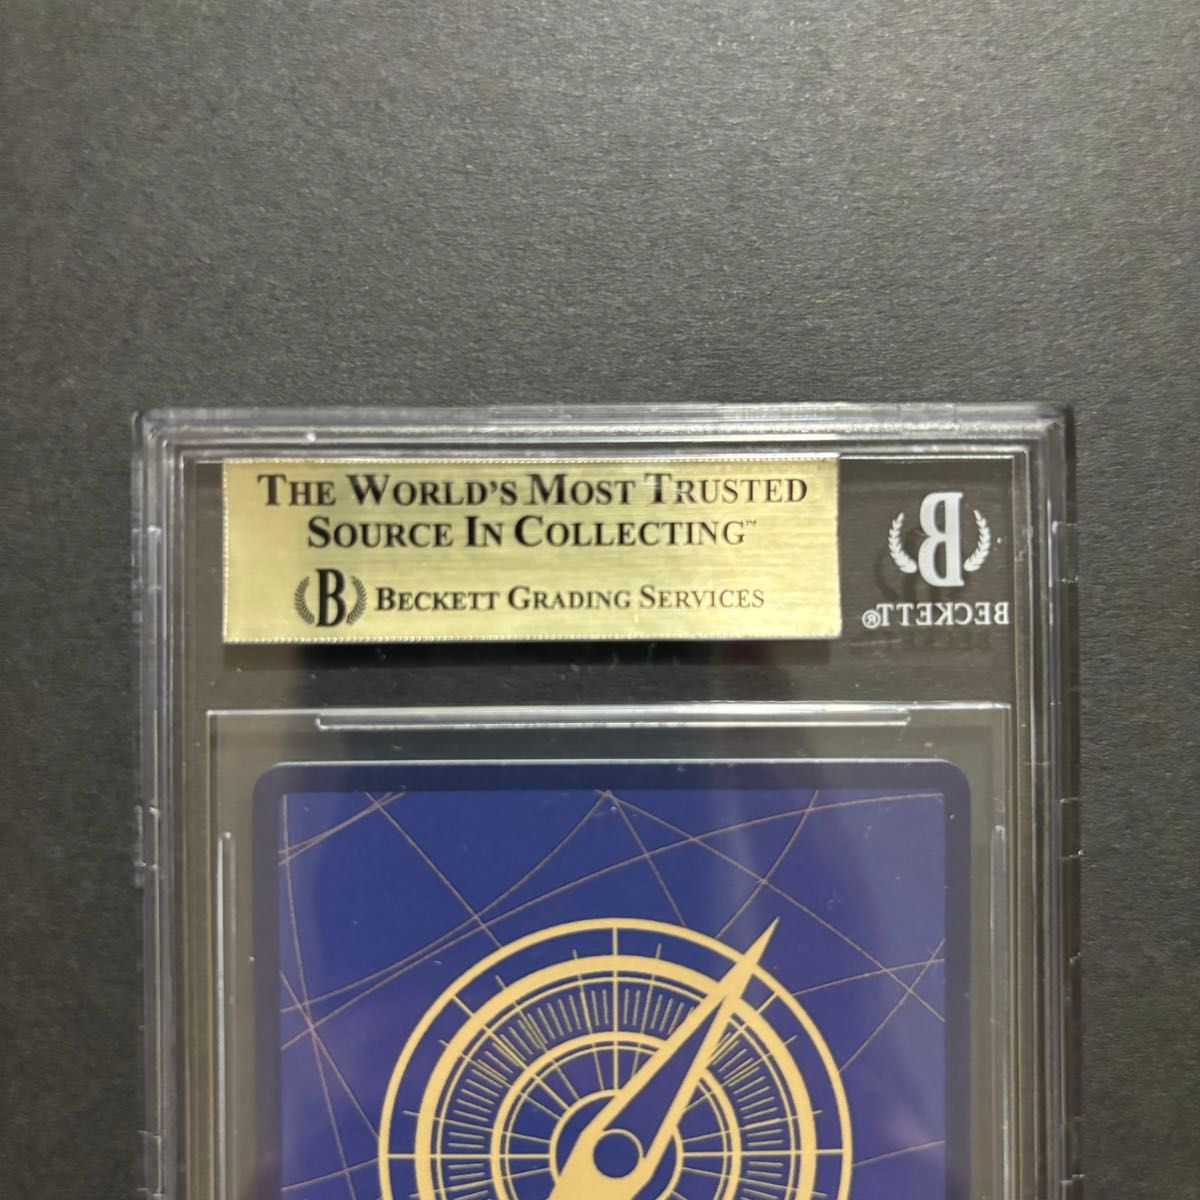 THE WORLD'S MOST TRUSTED
SOURCE IN COLLECTING™
B BECKETT GRADING SERVICES
B
BECKETT®